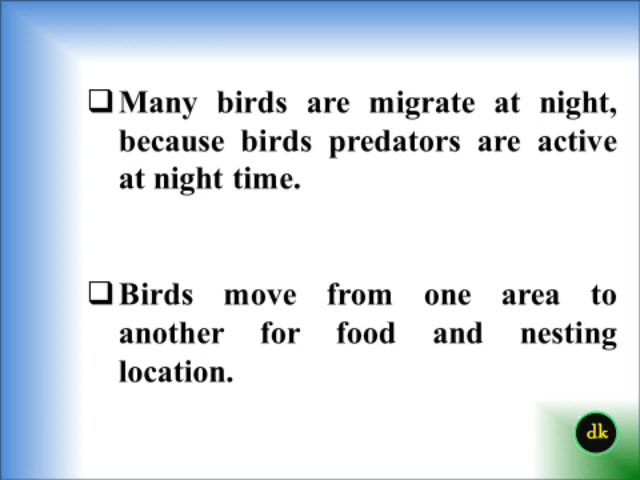 ❑ Many birds are migrate at night,
because birds predators are active
at night time.
❑ Birds move from one area to
another for food and nesting
location.
dk